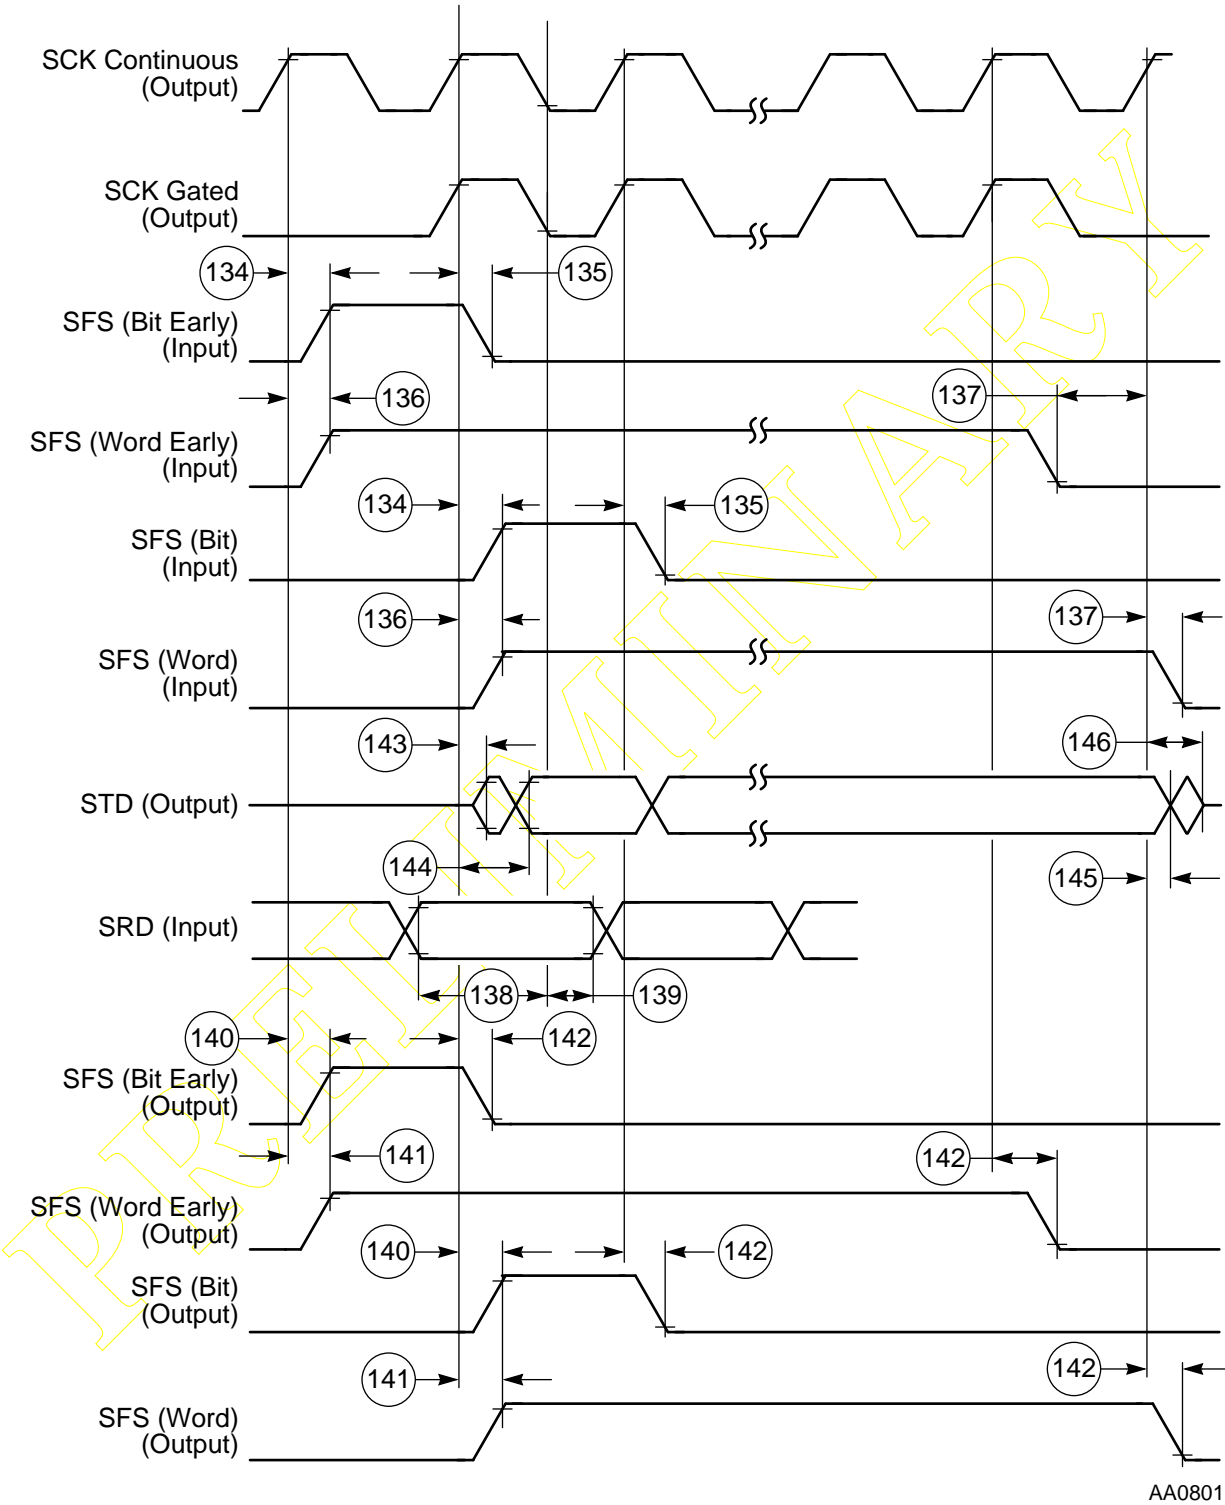 SCK Continuous
(Output)
SCK Gated
(Output)
134
135
SFS (Bit Early)
(Input)
136
137
SFS (Word Early)
(Input)
134
135
SFS (Bit)
(Input)
136
137
SFS (Word)
(Input)
143
146
STD (Output)
144
145
SRD (Input)
138
139
140
142
SFS (Bit Early)
(Output)
141
142
SFS (Word Early)
(Output)
140
142
SFS (Bit)
(Output)
141
142
SFS (Word)
(Output)
AA0801
PRELIMINARY